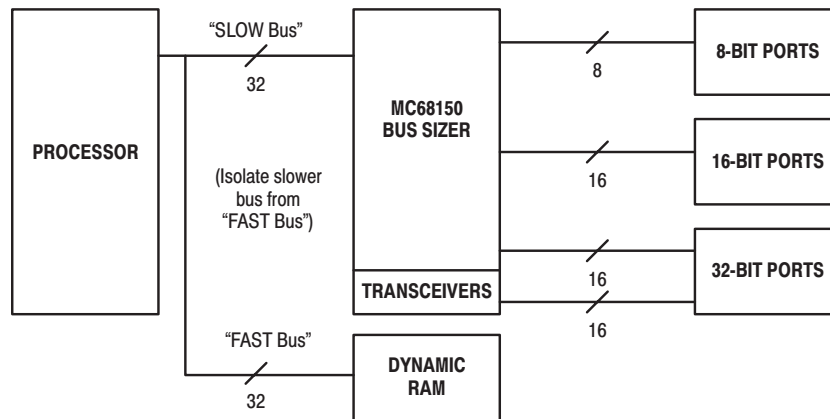 “SLOW Bus”
32
PROCESSOR
(Isolate slower
bus from
“FAST Bus”)
“FAST Bus”
32
MC68150
BUS SIZER
TRANSCEIVERS
DYNAMIC
RAM
8
8-BIT PORTS
16
16-BIT PORTS
16
16
32-BIT PORTS